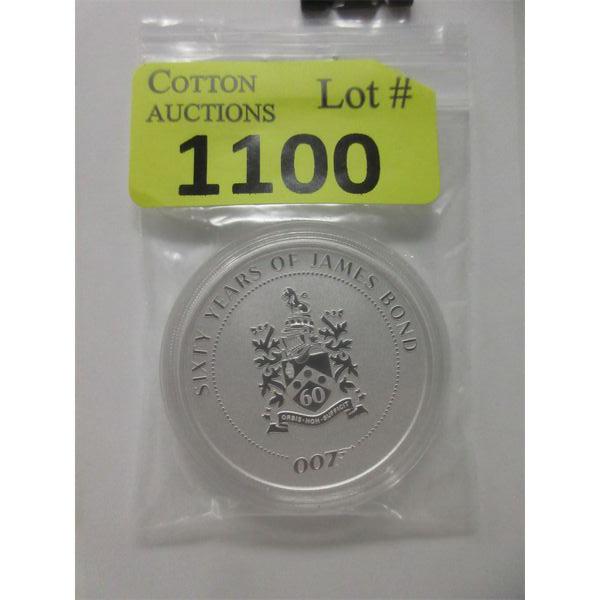 COTTON
AUCTIONS
Lot #
1100
SIXTY YEARS OF JAMES BOND
60
ORBIS·NON·SUFFICIT
007